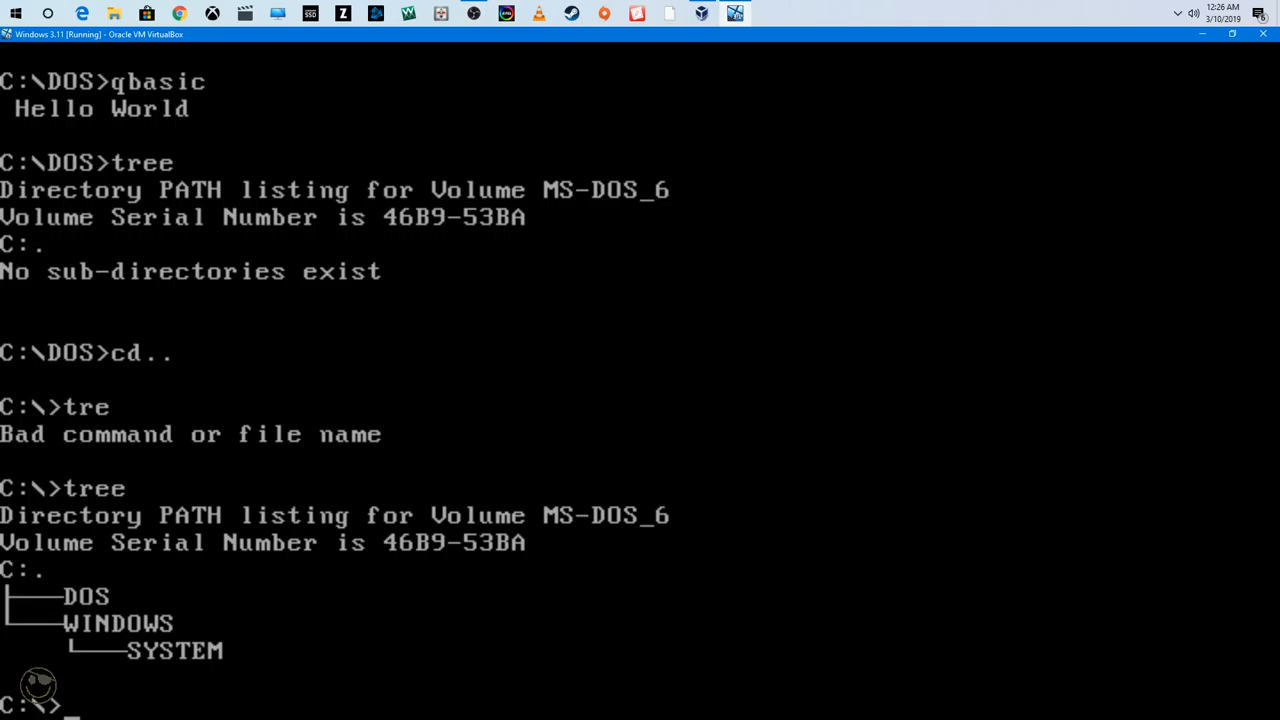 12:26 AM
3/10/2019
Windows 3.11 [Running] - Oracle VM VirtualBox
C:\DOS>qbasic
Hello World
C:\DOS>tree
Directory PATH listing for Volume MS-DOS_6
Volume Serial Number is 46B9-53BA
C:.
No sub-directories exist
C:\DOS>cd..
C:\>tre
Bad command or file name
C:\>tree
Directory PATH listing for Volume MS-DOS_6
Volume Serial Number is 46B9-53BA
C:.
├───DOS
└───WINDOWS
    └───SYSTEM
C:\>_